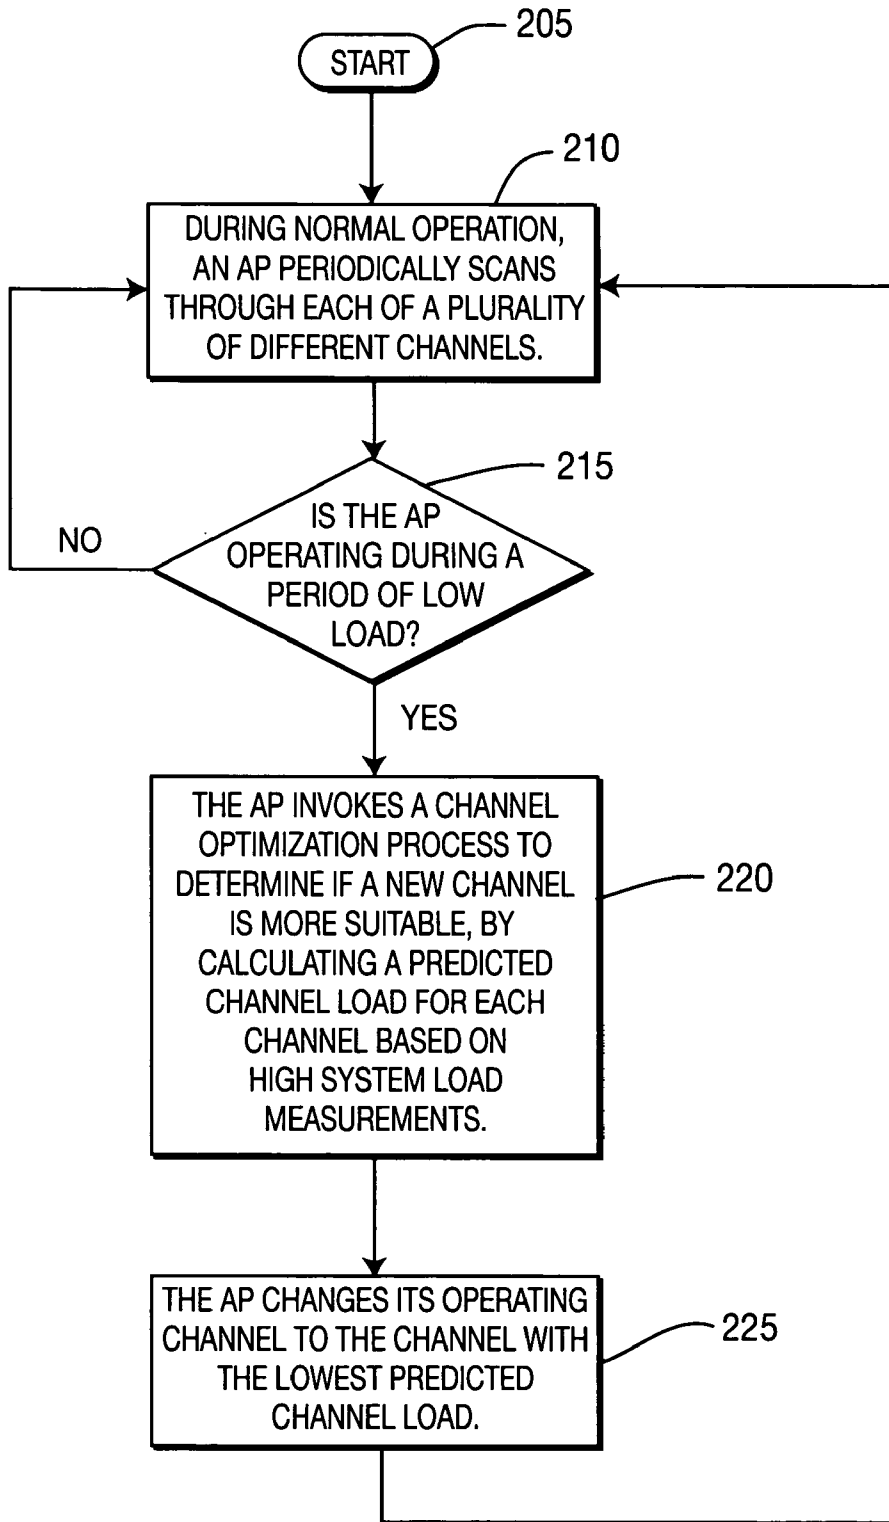 205
START
210
DURING NORMAL OPERATION,
AN AP PERIODICALLY SCANS
THROUGH EACH OF A PLURALITY
OF DIFFERENT CHANNELS.
215
IS THE AP
OPERATING DURING A
PERIOD OF LOW
LOAD?
NO
YES
THE AP INVOKES A CHANNEL
OPTIMIZATION PROCESS TO
DETERMINE IF A NEW CHANNEL
IS MORE SUITABLE, BY
CALCULATING A PREDICTED
CHANNEL LOAD FOR EACH
CHANNEL BASED ON
HIGH SYSTEM LOAD
MEASUREMENTS.
220
THE AP CHANGES ITS OPERATING
CHANNEL TO THE CHANNEL WITH
THE LOWEST PREDICTED
CHANNEL LOAD.
225